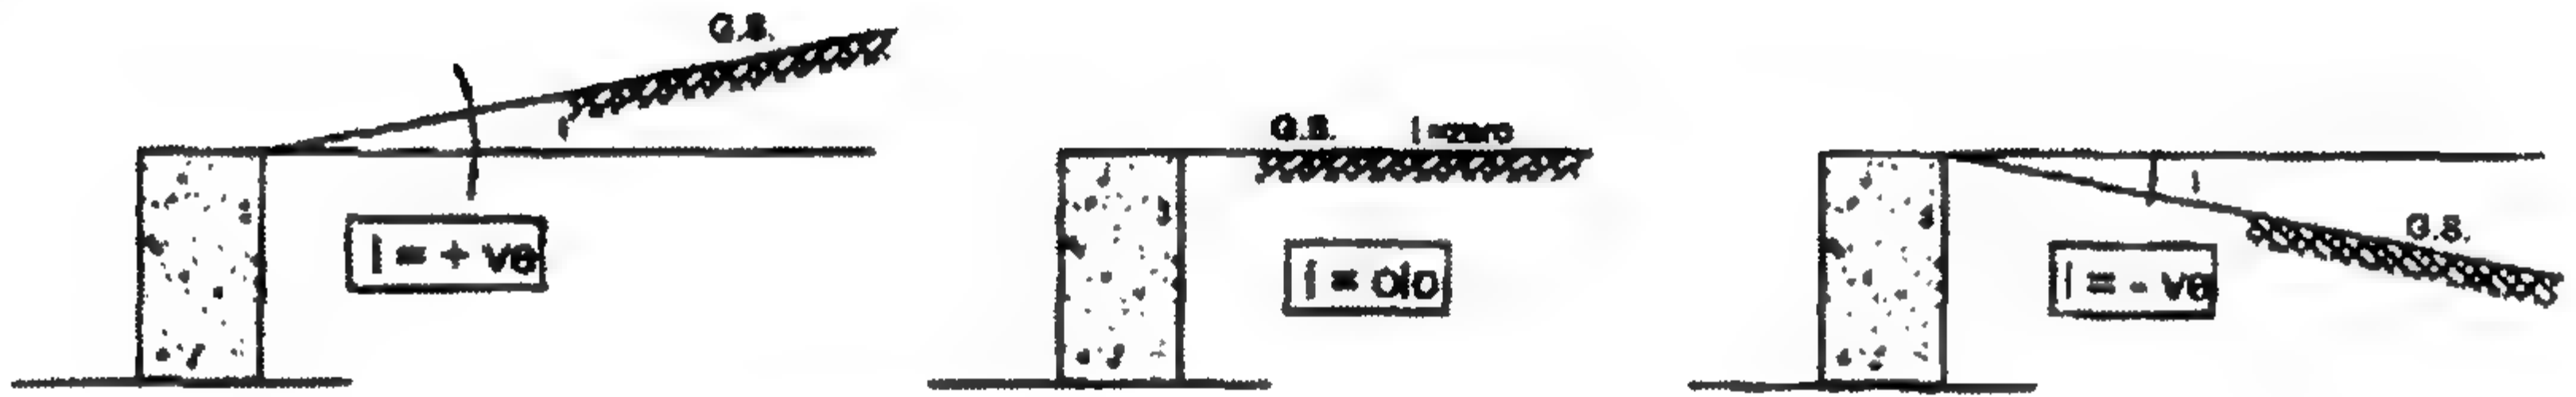 G.S.
i
i = + ve
G.S. i = zero
i = o/o
i
G.S.
i = - ve